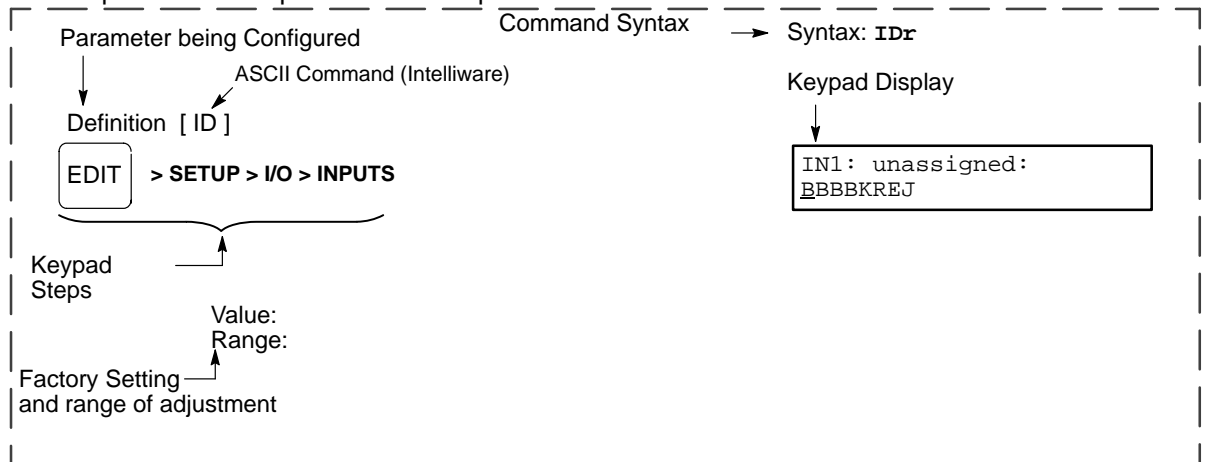 Command Syntax
Syntax: IDr
Parameter being Configured
ASCII Command (Intelliware)
Keypad Display
Definition [ ID ]
EDIT > SETUP > I/O > INPUTS
IN1: unassigned:
BBBBKREJ
Keypad
Steps
Value:
Range:
Factory Setting
and range of adjustment